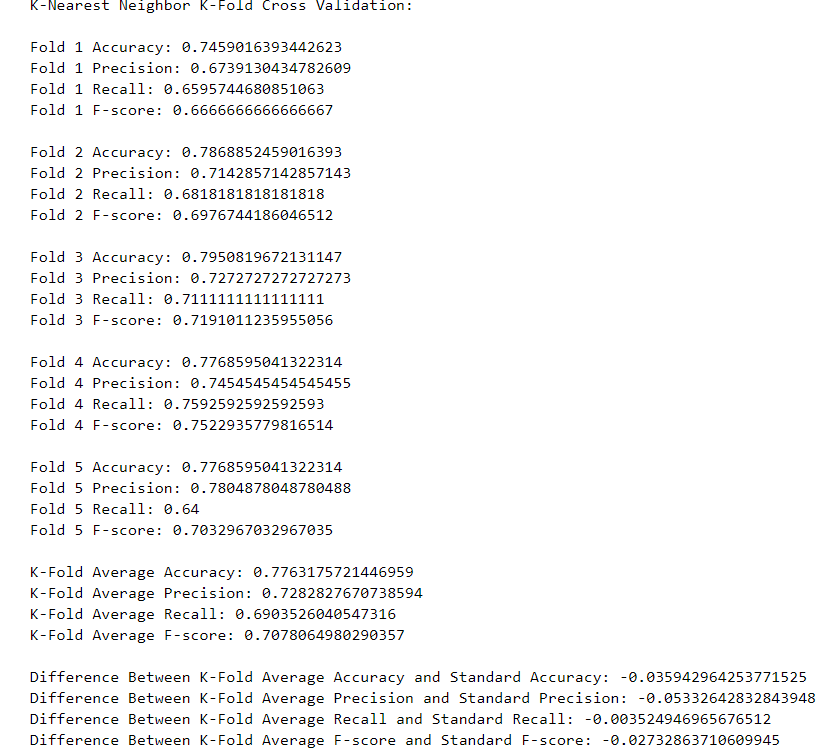 K-Nearest Neighbor K-Fold Cross Validation:
Fold 1 Accuracy: 0.7459016393442623
Fold 1 Precision: 0.6739130434782609
Fold 1 Recall: 0.6595744680851063
Fold 1 F-score: 0.6666666666666667
Fold 2 Accuracy: 0.7868852459016393
Fold 2 Precision: 0.7142857142857143
Fold 2 Recall: 0.6818181818181818
Fold 2 F-score: 0.6976744186046512
Fold 3 Accuracy: 0.7950819672131147
Fold 3 Precision: 0.7272727272727273
Fold 3 Recall: 0.7111111111111111
Fold 3 F-score: 0.7191011235955056
Fold 4 Accuracy: 0.7768595041322314
Fold 4 Precision: 0.7454545454545455
Fold 4 Recall: 0.7592592592592593
Fold 4 F-score: 0.7522935779816514
Fold 5 Accuracy: 0.7768595041322314
Fold 5 Precision: 0.7804878048780488
Fold 5 Recall: 0.64
Fold 5 F-score: 0.7032967032967035
K-Fold Average Accuracy: 0.7763175721446959
K-Fold Average Precision: 0.7282827670738594
K-Fold Average Recall: 0.6903526040547316
K-Fold Average F-score: 0.7078064980290357
Difference Between K-Fold Average Accuracy and Standard Accuracy: -0.035942964253771525
Difference Between K-Fold Average Precision and Standard Precision: -0.05332642832843948
Difference Between K-Fold Average Recall and Standard Recall: -0.003524946965676512
Difference Between K-Fold Average F-score and Standard F-score: -0.02732863710609945